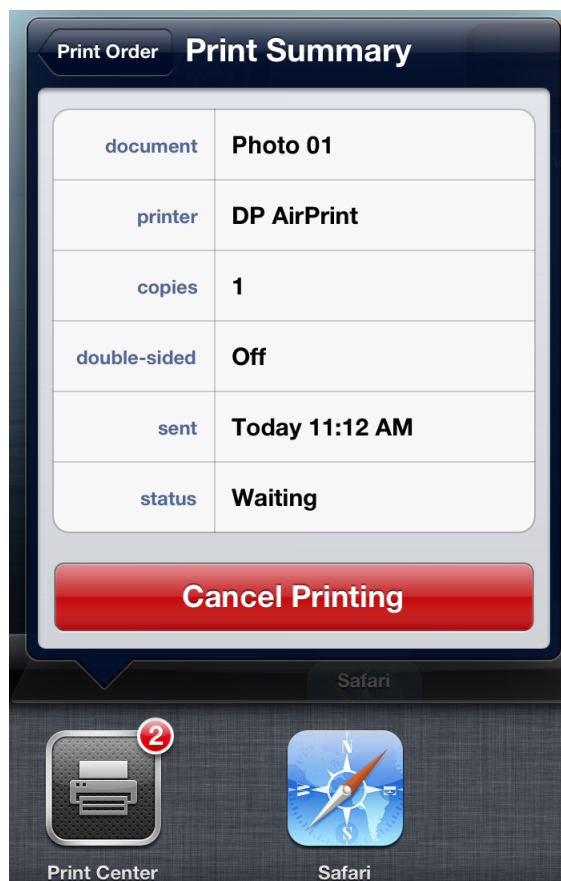 Print Order Print Summary
document Photo 01
printer DP AirPrint
copies 1
double-sided Off
sent Today 11:12 AM
status Waiting
Cancel Printing
Safari
2
N
W E
S
Print Center Safari